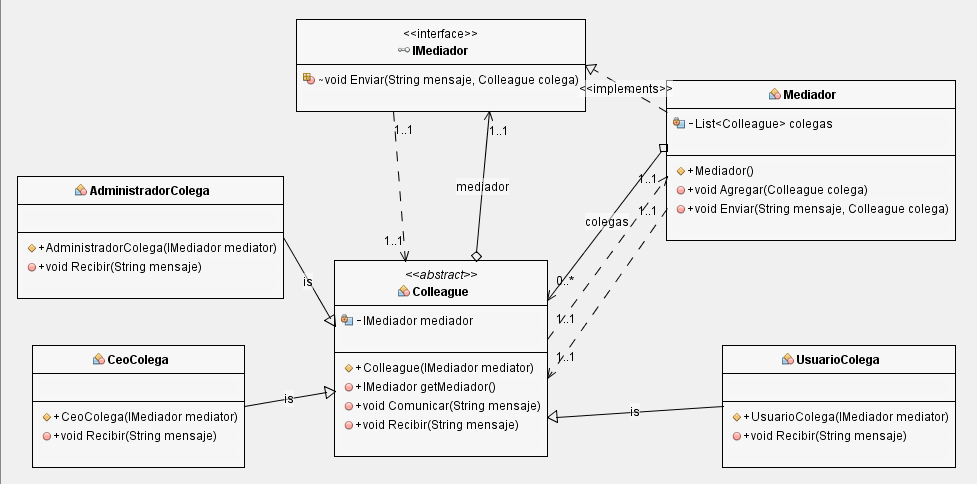 <<interface>>
IMediador
~void Enviar(String mensaje, Colleague colega)
<<implements>>
Mediador
-List<Colleague> colegas
+Mediador()
+void Agregar(Colleague colega)
+void Enviar(String mensaje, Colleague colega)
1..1
1..1
mediador
1..1
1..1
1..1
colegas
0..*
1..1
1..1
AdministradorColega
+AdministradorColega(IMediador mediator)
+void Recibir(String mensaje)
is
<<abstract>>
Colleague
-IMediador mediador
+Colleague(IMediador mediator)
+IMediador getMediador()
+void Comunicar(String mensaje)
+void Recibir(String mensaje)
CeoColega
+CeoColega(IMediador mediator)
+void Recibir(String mensaje)
is
UsuarioColega
+UsuarioColega(IMediador mediator)
+void Recibir(String mensaje)
is